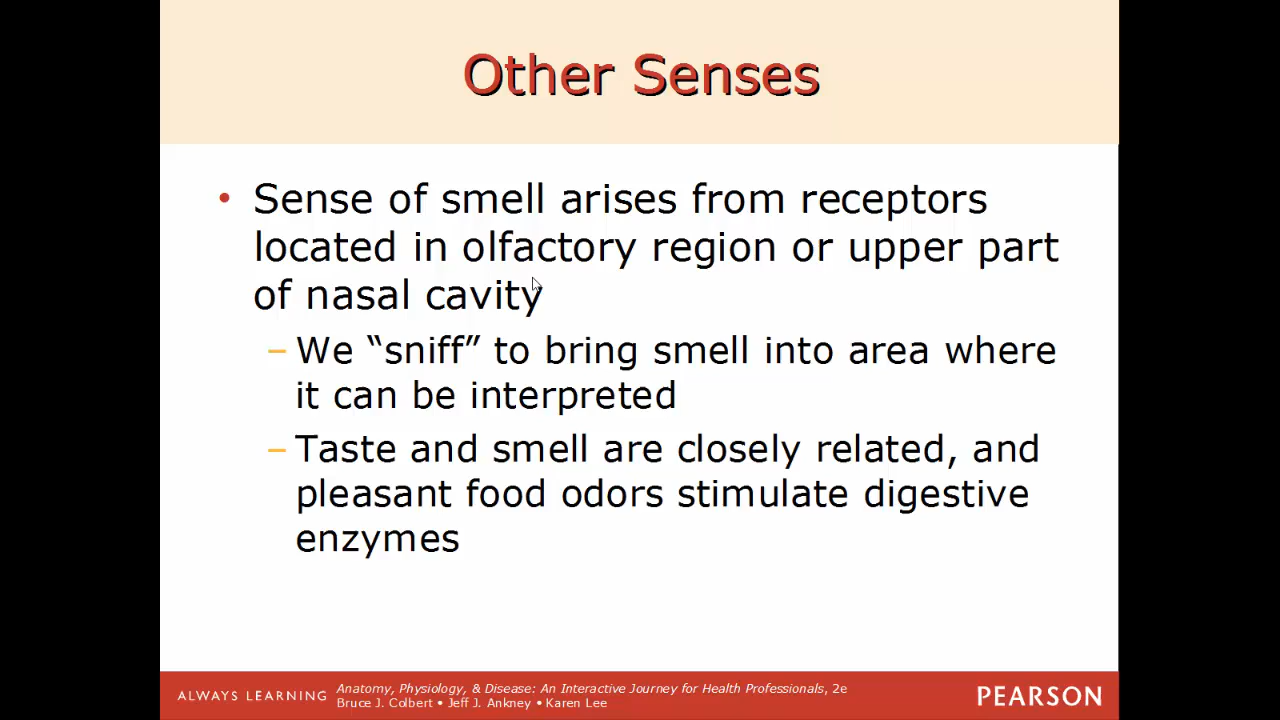 Other Senses
• Sense of smell arises from receptors
located in olfactory region or upper part
of nasal cavity
– We “sniff” to bring smell into area where
it can be interpreted
– Taste and smell are closely related, and
pleasant food odors stimulate digestive
enzymes
ALWAYS LEARNING
Anatomy, Physiology, & Disease: An Interactive Journey for Health Professionals, 2e
Bruce J. Colbert • Jeff J. Ankney • Karen Lee
PEARSON